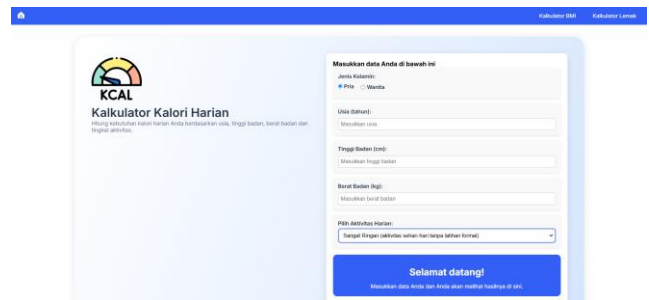 Kalkulator BMI Kalkulator Lemak
KCAL
Kalkulator Kalori Harian
Hitung kebutuhan kalori harian Anda berdasarkan usia, tinggi badan, berat badan dan
tingkat aktivitas.
Masukkan data Anda di bawah ini
Jenis Kelamin:
Pria Wanita
Usia (tahun):
Masukkan usia
Tinggi Badan (cm):
Masukkan tinggi badan
Berat Badan (kg):
Masukkan berat badan
Pilih Aktivitas Harian:
Sangat Ringan (aktivitas sehari-hari tanpa latihan formal)
Selamat datang!
Masukkan data Anda dan Anda akan melihat hasilnya di sini.